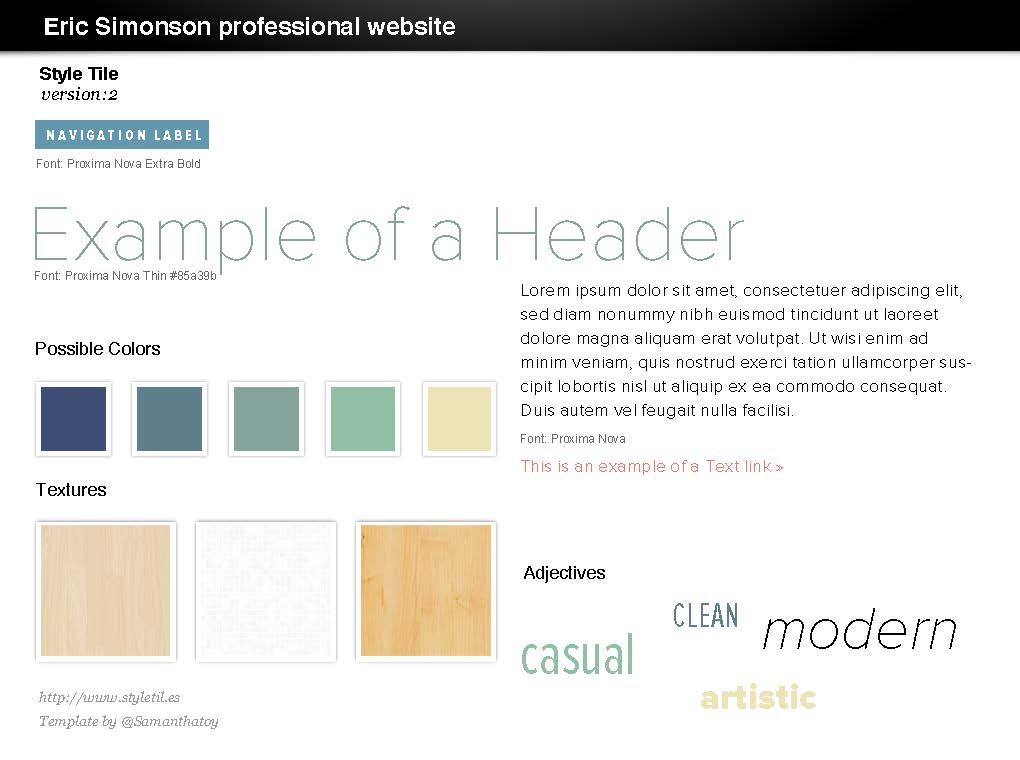 Eric Simonson professional website
Style Tile
version:2
NAVIGATION LABEL
Font: Proxima Nova Extra Bold
Example of a Header
Font: Proxima Nova Thin #85a39b
Lorem ipsum dolor sit amet, consectetuer adipiscing elit,
sed diam nonummy nibh euismod tincidunt ut laoreet
dolore magna aliquam erat volutpat. Ut wisi enim ad
minim veniam, quis nostrud exerci tation ullamcorper sus-
cipit lobortis nisl ut aliquip ex ea commodo consequat.
Duis autem vel feugait nulla facilisi.
Font: Proxima Nova
This is an example of a Text link »
Possible Colors
Textures
Adjectives
CLEAN
modern
casual
artistic
http://www.styletil.es
Template by @Samanthatoy